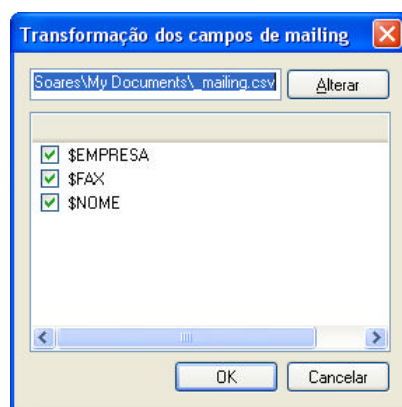 Transformação dos campos de mailing
Soares\My Documents\_mailing.csv
Alterar
$EMPRESA
$FAX
$NOME
OK
Cancelar